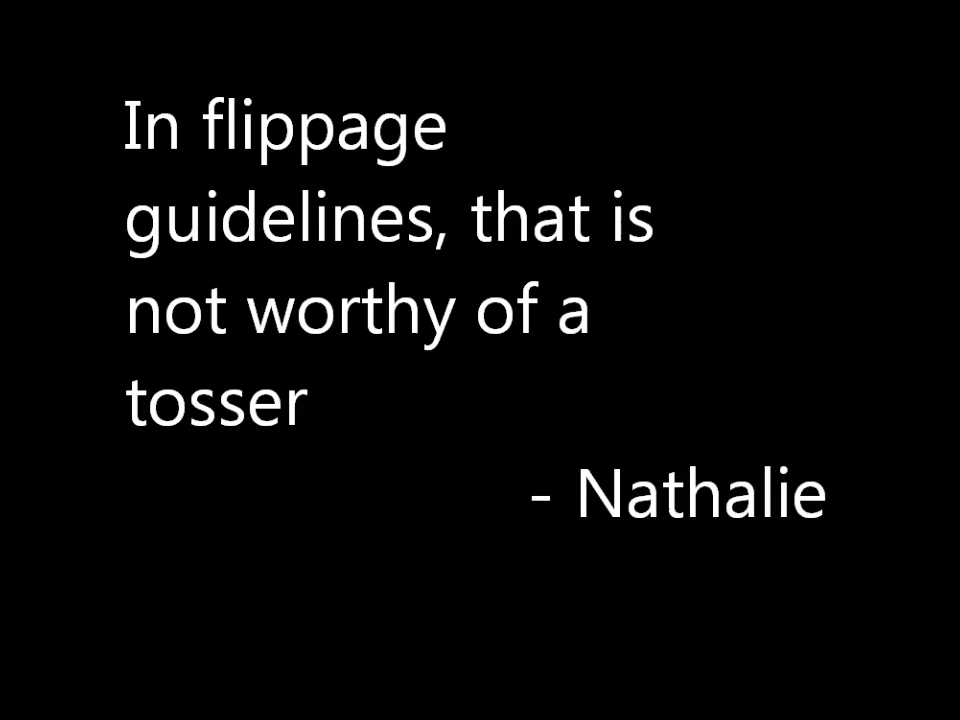 In flippage
guidelines, that is
not worthy of a
tosser
- Nathalie